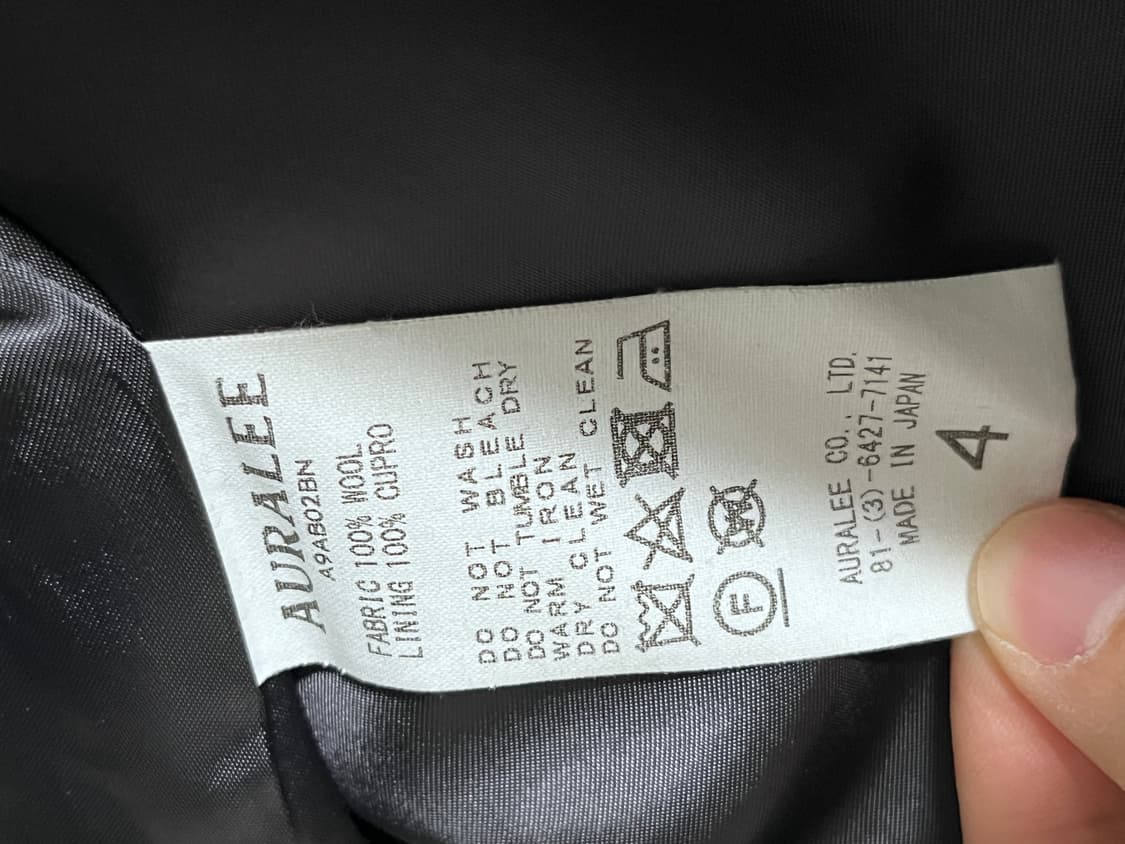 AURALEE
A9AB02BN
FABRIC 100% WOOL
LINING 100% CUPRO
DO NOT WASH
DO NOT BLEACH
DO NOT TUMBLE DRY
WARM IRON
DRY CLEAN
DO NOT WET CLEAN
F W
AURALEE CO., LTD.
81-(3)-6427-7141
MADE IN JAPAN
4